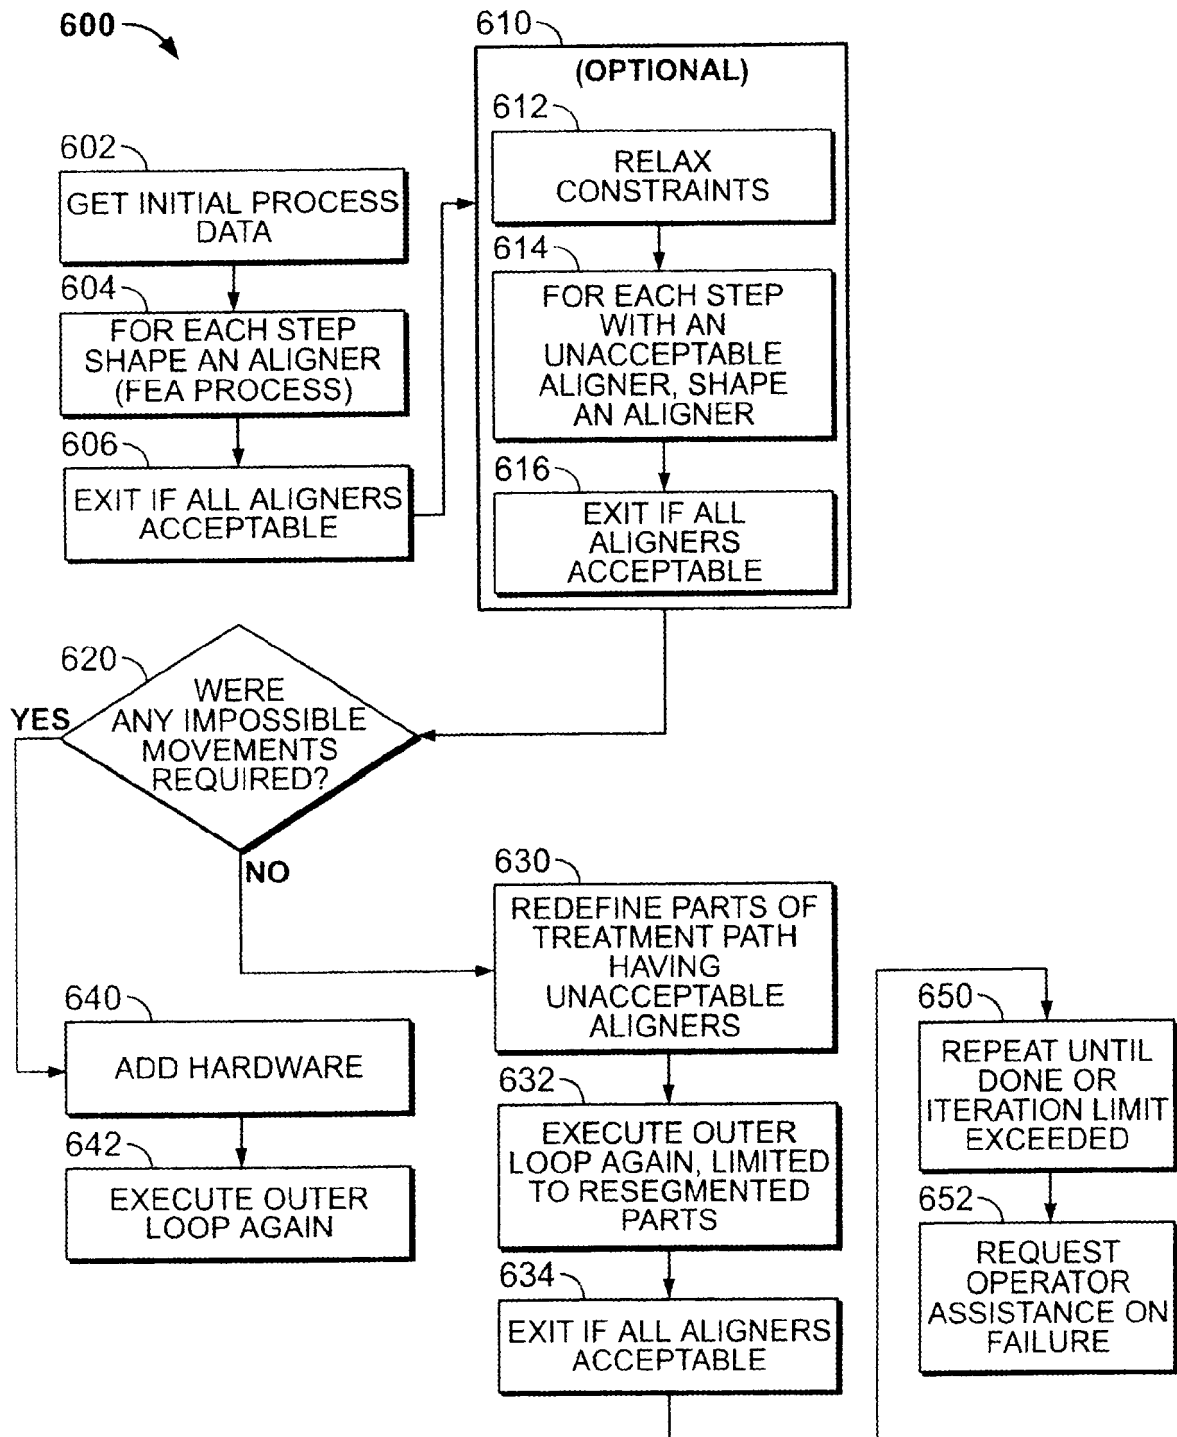 600
602
GET INITIAL PROCESS
DATA
604
FOR EACH STEP
SHAPE AN ALIGNER
(FEA PROCESS)
606
EXIT IF ALL ALIGNERS
ACCEPTABLE
610
(OPTIONAL)
612
RELAX
CONSTRAINTS
614
FOR EACH STEP
WITH AN
UNACCEPTABLE
ALIGNER, SHAPE
AN ALIGNER
616
EXIT IF ALL
ALIGNERS
ACCEPTABLE
620
WERE
ANY IMPOSSIBLE
MOVEMENTS
REQUIRED?
YES
NO
640
ADD HARDWARE
642
EXECUTE OUTER
LOOP AGAIN
630
REDEFINE PARTS OF
TREATMENT PATH
HAVING
UNACCEPTABLE
ALIGNERS
632
EXECUTE OUTER
LOOP AGAIN, LIMITED
TO RESEGMENTED
PARTS
634
EXIT IF ALL ALIGNERS
ACCEPTABLE
650
REPEAT UNTIL
DONE OR
ITERATION LIMIT
EXCEEDED
652
REQUEST
OPERATOR
ASSISTANCE ON
FAILURE